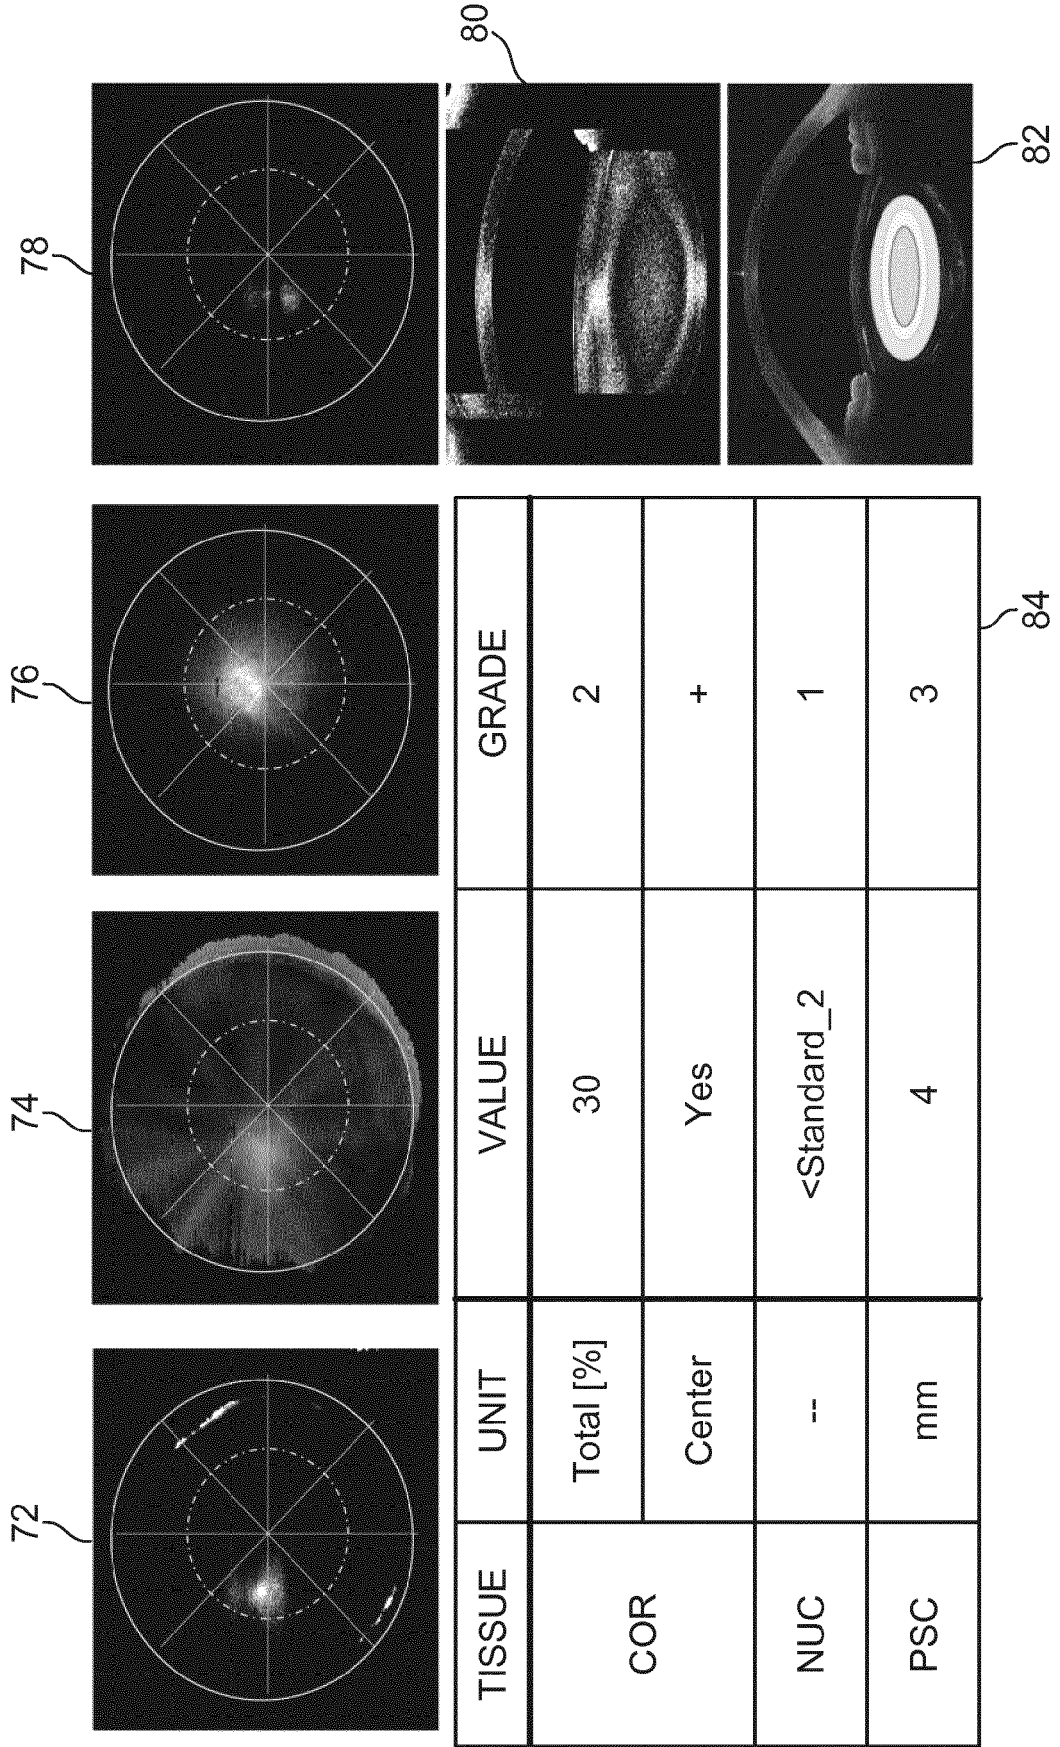 72
74
76
78
80
82
TISSUE UNIT VALUE GRADE
COR Total [%] 30 2
Center Yes +
NUC -- <Standard_2 1
PSC mm 4 3
84